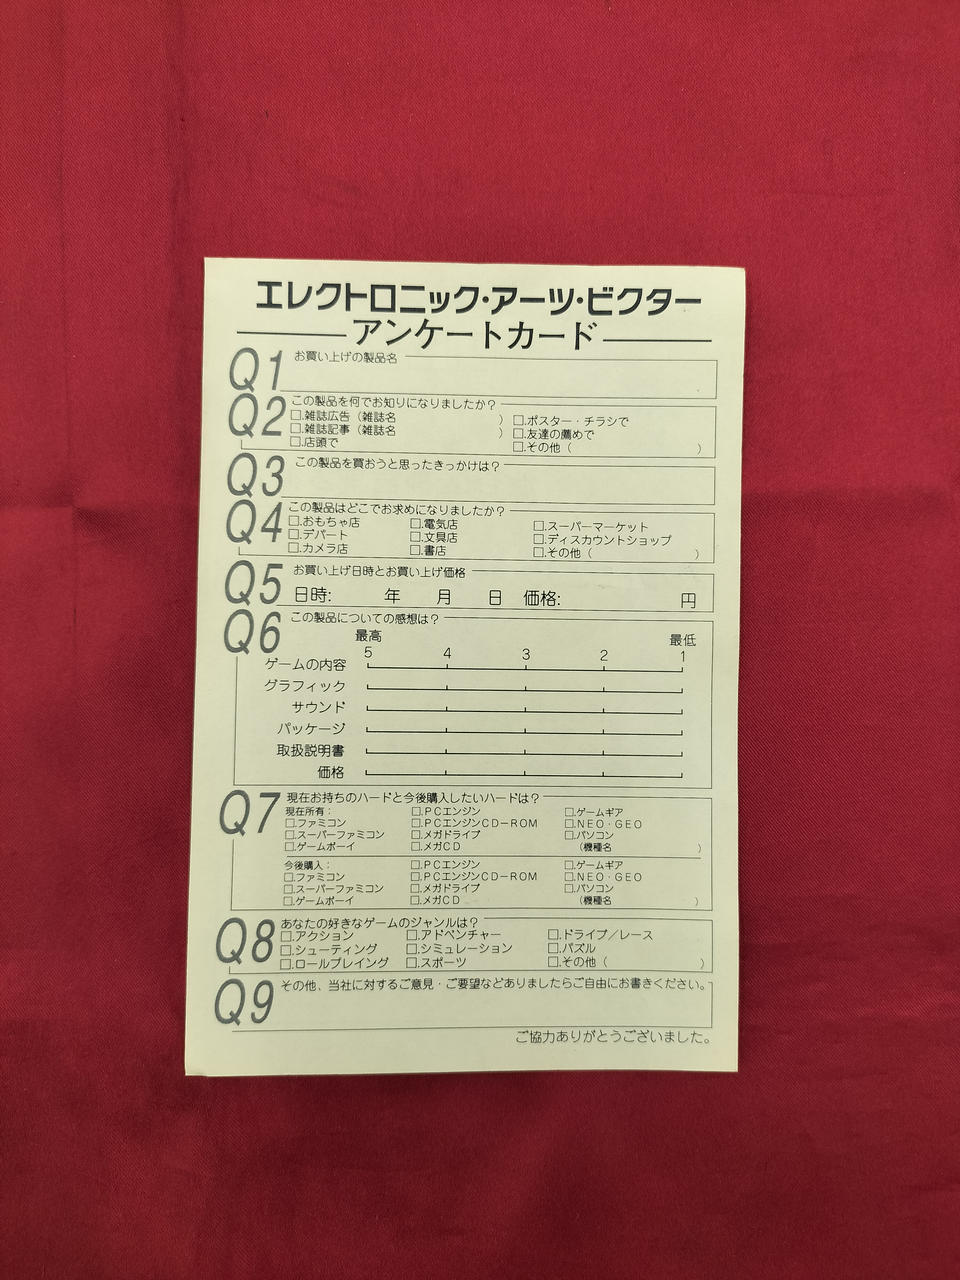 エレクトロニック・アーツ・ビクター
アンケートカード
Q1 お買い上げの製品名
Q2 この製品を何でお知りになりましたか？
□.雑誌広告（雑誌名　　　　） □.ポスター・チラシで
□.雑誌記事（雑誌名　　　　） □.友達の薦めで
□.店頭で □.その他（　　　　）
Q3 この製品を買おうと思ったきっかけは？
Q4 この製品はどこでお求めになりましたか？
□.おもちゃ店 □.電気店 □.スーパーマーケット
□.デパート □.文具店 □.ディスカウントショップ
□.カメラ店 □.書店 □.その他（　　　　）
Q5 お買い上げ日時とお買い上げ価格
日時:　　年　　月　　日 価格:　　　　円
Q6 この製品についての感想は？
最高 最低
5 4 3 2 1
ゲームの内容
グラフィック
サウンド
パッケージ
取扱説明書
価格
Q7 現在お持ちのハードと今後購入したいハードは？
現在所有： □.PCエンジン □.ゲームギア
□.ファミコン □.PCエンジンCD−ROM □.NEO・GEO
□.スーパーファミコン □.メガドライブ □.パソコン
□.ゲームボーイ □.メガCD （機種名　　　　）
今後購入： □.PCエンジン □.ゲームギア
□.ファミコン □.PCエンジンCD−ROM □.NEO・GEO
□.スーパーファミコン □.メガドライブ □.パソコン
□.ゲームボーイ □.メガCD （機種名　　　　）
Q8 あなたの好きなゲームのジャンルは？
□.アクション □.アドベンチャー □.ドライブ／レース
□.シューティング □.シミュレーション □.パズル
□.ロールプレイング □.スポーツ □.その他（　　　　）
Q9 その他、当社に対するご意見・ご要望などありましたらご自由にお書きください。
ご協力ありがとうございました。